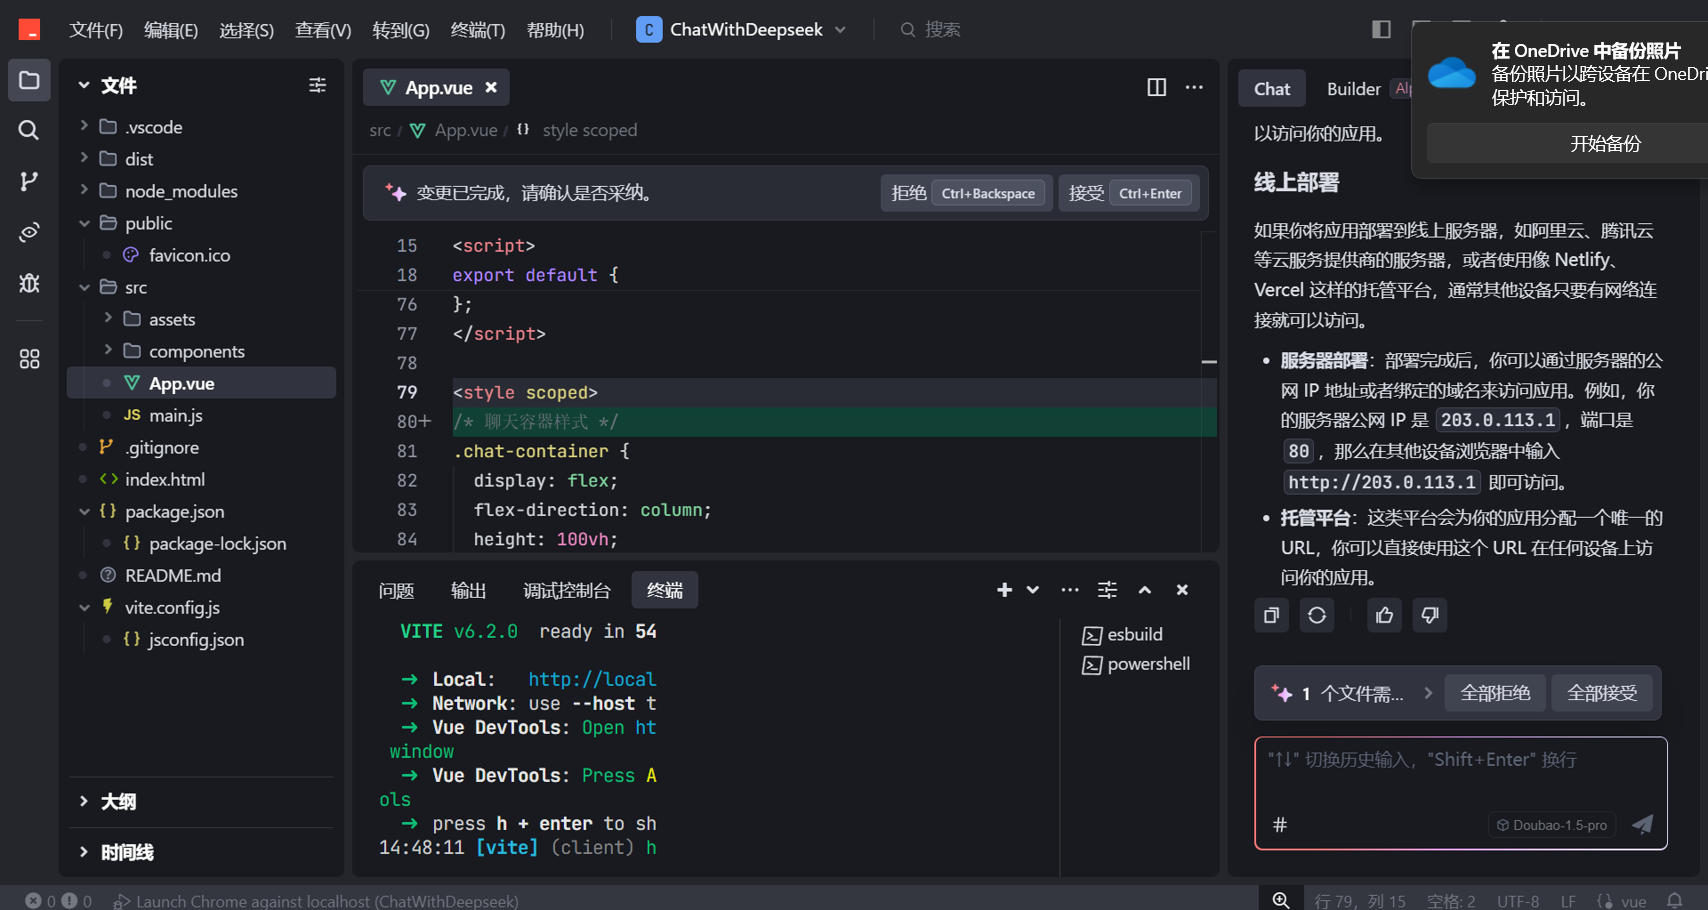 文件(F) 编辑(E) 选择(S) 查看(V) 转到(G) 终端(T) 帮助(H) C ChatWithDeepseek 搜索
在 OneDrive 中备份照片
备份照片以跨设备在 OneDri
保护和访问。
开始备份
文件
.vscode
dist
node_modules
public
favicon.ico
src
assets
components
App.vue
JS main.js
.gitignore
index.html
package.json
package-lock.json
README.md
vite.config.js
jsconfig.json
大纲
时间线
App.vue
src / App.vue / {} style scoped
变更已完成，请确认是否采纳。 拒绝 Ctrl+Backspace 接受 Ctrl+Enter
15 <script>
18 export default {
76 };
77 </script>
78
79 <style scoped>
80+ /* 聊天容器样式 */
81 .chat-container {
82 display: flex;
83 flex-direction: column;
84 height: 100vh;
问题 输出 调试控制台 终端
VITE v6.2.0 ready in 54
➜ Local: http://local
➜ Network: use --host t
➜ Vue DevTools: Open ht
window
➜ Vue DevTools: Press A
ols
➜ press h + enter to sh
14:48:11 [vite] (client) h
esbuild
powershell
Chat Builder Alp
以访问你的应用。
线上部署
如果你将应用部署到线上服务器，如阿里云、腾讯云
等云服务提供商的服务器，或者使用像 Netlify、
Vercel 这样的托管平台，通常其他设备只要有网络连
接就可以访问。
• 服务器部署：部署完成后，你可以通过服务器的公
网 IP 地址或者绑定的域名来访问应用。例如，你
的服务器公网 IP 是 203.0.113.1 ，端口是
80 ，那么在其他设备浏览器中输入
http://203.0.113.1 即可访问。
• 托管平台：这类平台会为你的应用分配一个唯一的
URL，你可以直接使用这个 URL 在任何设备上访
问你的应用。
1 个文件需... 全部拒绝 全部接受
"↑↓" 切换历史输入，"Shift+Enter" 换行
# Doubao-1.5-pro
0 0 Launch Chrome against localhost (ChatWithDeepseek) 行 79，列 15 空格: 2 UTF-8 LF vue